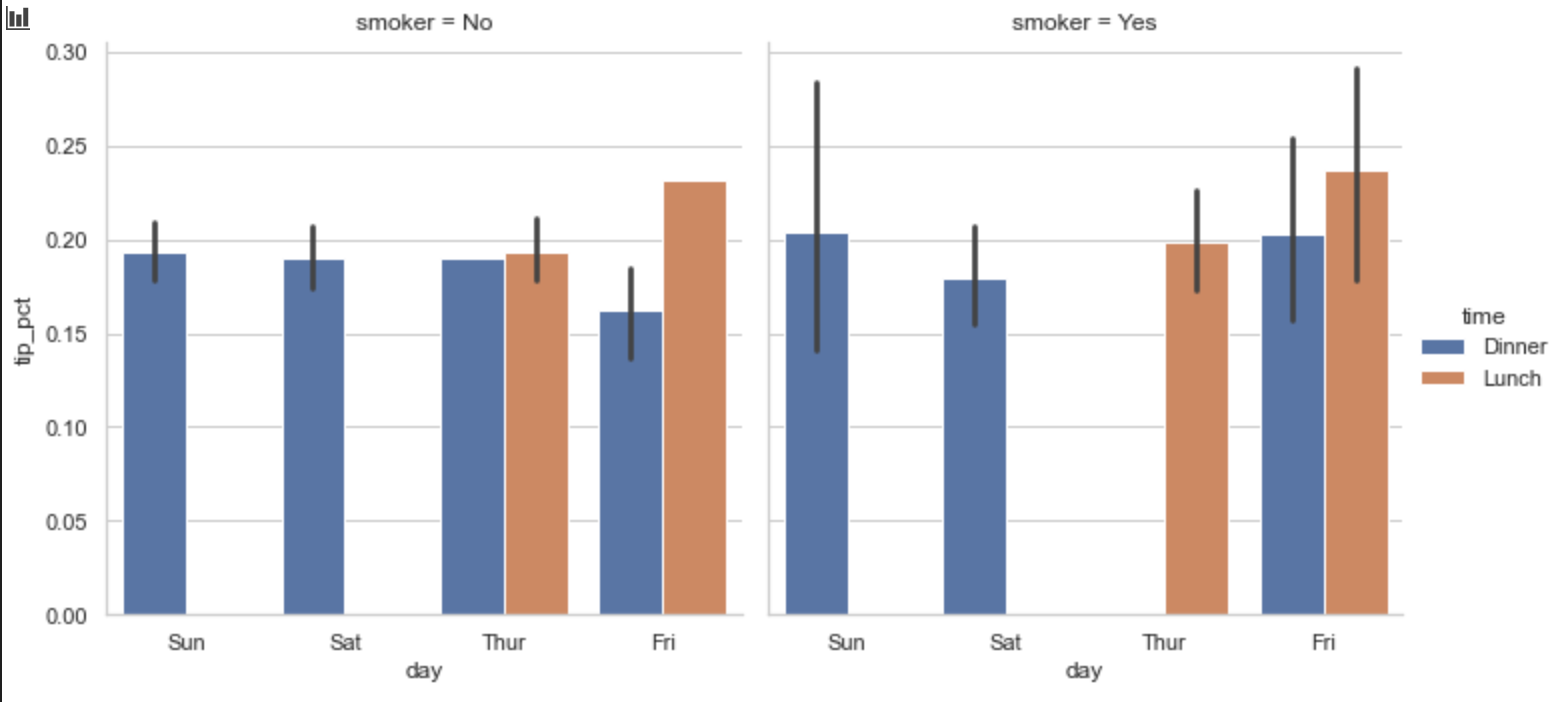 smoker = No
smoker = Yes
0.30
0.25
0.20
0.15
0.10
0.05
0.00
tip_pct
Sun Sat Thur Fri
day
Sun Sat Thur Fri
day
time
Dinner
Lunch